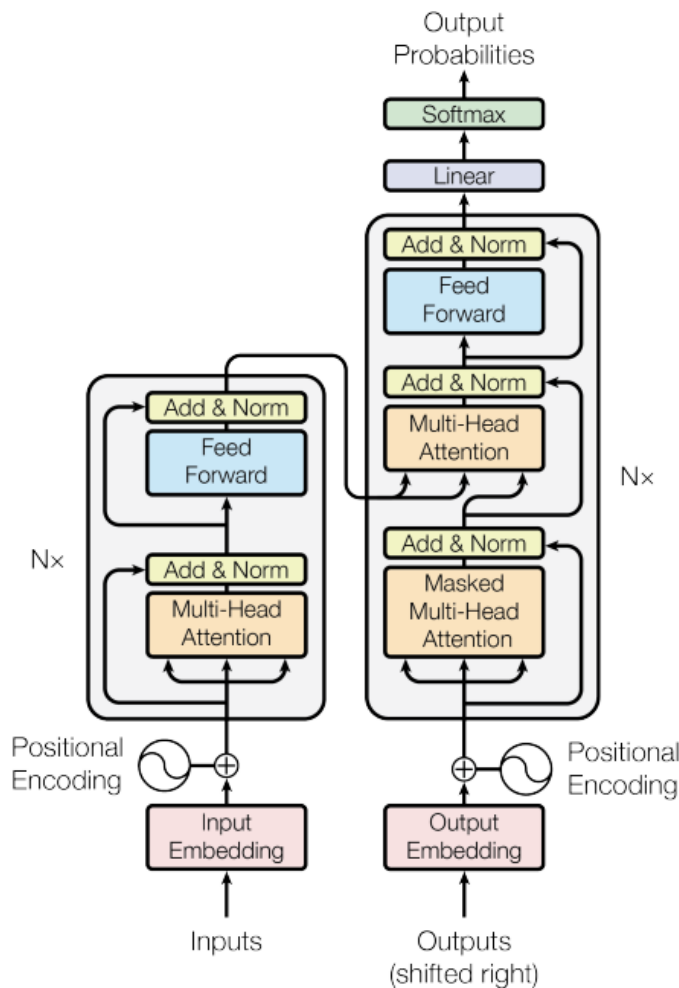 Output
Probabilities
Softmax
Linear
Add & Norm
Feed
Forward
Add & Norm
Multi-Head
Attention
Nx
Add & Norm
Masked
Multi-Head
Attention
Add & Norm
Feed
Forward
Nx
Add & Norm
Multi-Head
Attention
Positional
Encoding
Positional
Encoding
Input
Embedding
Output
Embedding
Inputs
Outputs
(shifted right)